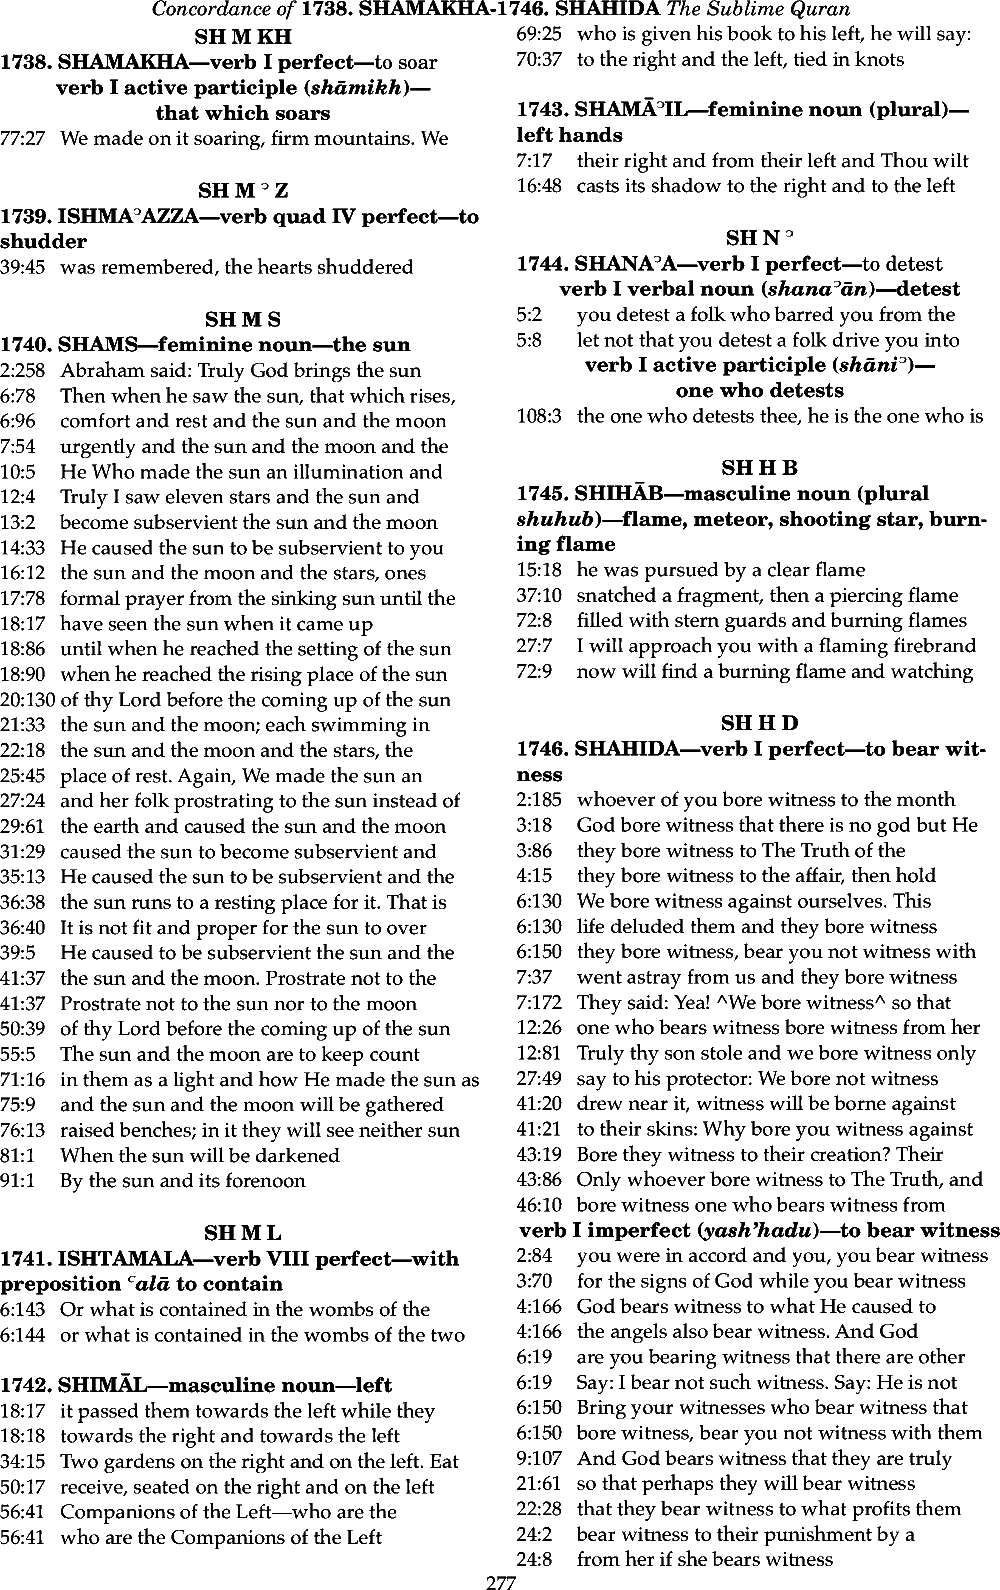 Concordance of 1738. SHAMAKHA-1746. SHAHIDA The Sublime Quran
SH M KH
1738. SHAMAKHA—verb I perfect—to soar
verb I active participle (shāmikh)—
that which soars
77:27 We made on it soaring, firm mountains. We
SH M ʾ Z
1739. ISHMAʾAZZA—verb quad IV perfect—to
shudder
39:45 was remembered, the hearts shuddered
SH M S
1740. SHAMS—feminine noun—the sun
2:258 Abraham said: Truly God brings the sun
6:78 Then when he saw the sun, that which rises,
6:96 comfort and rest and the sun and the moon
7:54 urgently and the sun and the moon and the
10:5 He Who made the sun an illumination and
12:4 Truly I saw eleven stars and the sun and
13:2 become subservient the sun and the moon
14:33 He caused the sun to be subservient to you
16:12 the sun and the moon and the stars, ones
17:78 formal prayer from the sinking sun until the
18:17 have seen the sun when it came up
18:86 until when he reached the setting of the sun
18:90 when he reached the rising place of the sun
20:130 of thy Lord before the coming up of the sun
21:33 the sun and the moon; each swimming in
22:18 the sun and the moon and the stars, the
25:45 place of rest. Again, We made the sun an
27:24 and her folk prostrating to the sun instead of
29:61 the earth and caused the sun and the moon
31:29 caused the sun to become subservient and
35:13 He caused the sun to be subservient and the
36:38 the sun runs to a resting place for it. That is
36:40 It is not fit and proper for the sun to over
39:5 He caused to be subservient the sun and the
41:37 the sun and the moon. Prostrate not to the
41:37 Prostrate not to the sun nor to the moon
50:39 of thy Lord before the coming up of the sun
55:5 The sun and the moon are to keep count
71:16 in them as a light and how He made the sun as
75:9 and the sun and the moon will be gathered
76:13 raised benches; in it they will see neither sun
81:1 When the sun will be darkened
91:1 By the sun and its forenoon
SH M L
1741. ISHTAMALA—verb VIII perfect—with
preposition ʿalā to contain
6:143 Or what is contained in the wombs of the
6:144 or what is contained in the wombs of the two
1742. SHIMĀL—masculine noun—left
18:17 it passed them towards the left while they
18:18 towards the right and towards the left
34:15 Two gardens on the right and on the left. Eat
50:17 receive, seated on the right and on the left
56:41 Companions of the Left—who are the
56:41 who are the Companions of the Left
69:25 who is given his book to his left, he will say:
70:37 to the right and the left, tied in knots
1743. SHAMĀʾIL—feminine noun (plural)—
left hands
7:17 their right and from their left and Thou wilt
16:48 casts its shadow to the right and to the left
SH N ʾ
1744. SHANAʾA—verb I perfect—to detest
verb I verbal noun (shanaʾān)—detest
5:2 you detest a folk who barred you from the
5:8 let not that you detest a folk drive you into
verb I active participle (shāniʾ)—
one who detests
108:3 the one who detests thee, he is the one who is
SH H B
1745. SHIHĀB—masculine noun (plural
shuhub)—flame, meteor, shooting star, burn-
ing flame
15:18 he was pursued by a clear flame
37:10 snatched a fragment, then a piercing flame
72:8 filled with stern guards and burning flames
27:7 I will approach you with a flaming firebrand
72:9 now will find a burning flame and watching
SH H D
1746. SHAHIDA—verb I perfect—to bear wit-
ness
2:185 whoever of you bore witness to the month
3:18 God bore witness that there is no god but He
3:86 they bore witness to The Truth of the
4:15 they bore witness to the affair, then hold
6:130 We bore witness against ourselves. This
6:130 life deluded them and they bore witness
6:150 they bore witness, bear you not witness with
7:37 went astray from us and they bore witness
7:172 They said: Yea! ^We bore witness^ so that
12:26 one who bears witness bore witness from her
12:81 Truly thy son stole and we bore witness only
27:49 say to his protector: We bore not witness
41:20 drew near it, witness will be borne against
41:21 to their skins: Why bore you witness against
43:19 Bore they witness to their creation? Their
43:86 Only whoever bore witness to The Truth, and
46:10 bore witness one who bears witness from
verb I imperfect (yash’hadu)—to bear witness
2:84 you were in accord and you, you bear witness
3:70 for the signs of God while you bear witness
4:166 God bears witness to what He caused to
4:166 the angels also bear witness. And God
6:19 are you bearing witness that there are other
6:19 Say: I bear not such witness. Say: He is not
6:150 Bring your witnesses who bear witness that
6:150 bore witness, bear you not witness with them
9:107 And God bears witness that they are truly
21:61 so that perhaps they will bear witness
22:28 that they bear witness to what profits them
24:2 bear witness to their punishment by a
24:8 from her if she bears witness
277